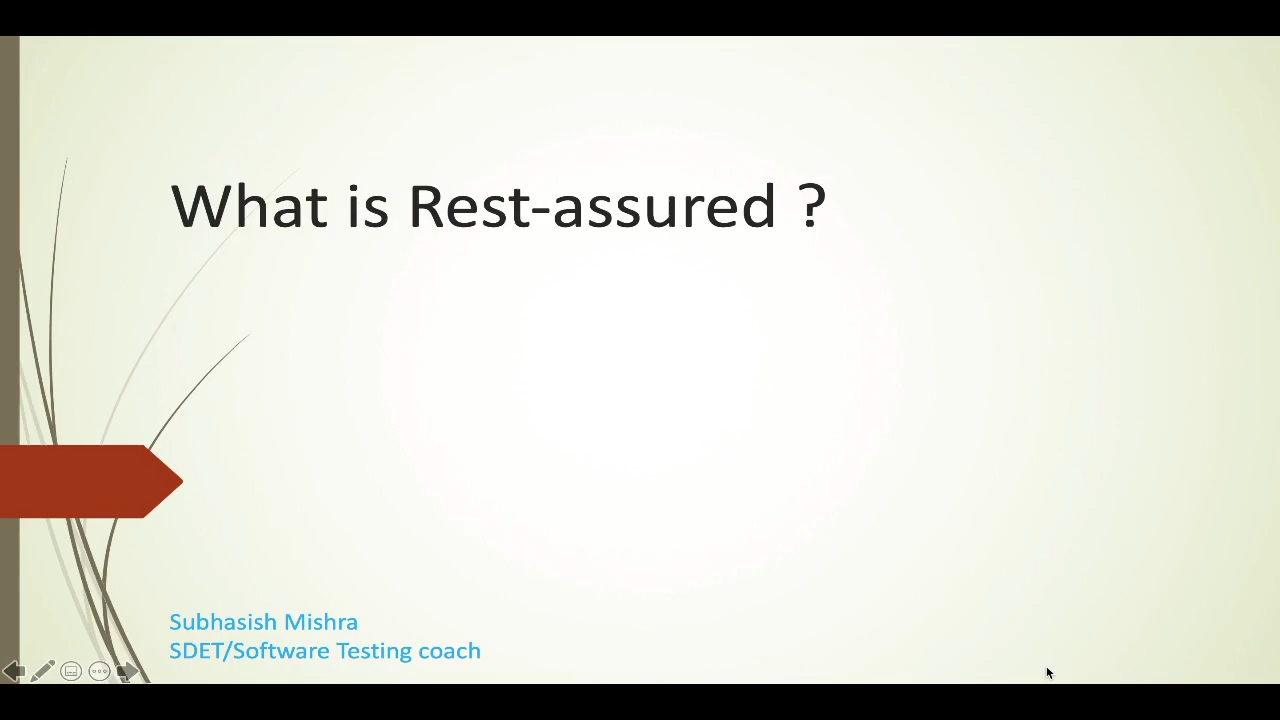 What is Rest-assured ?
Subhasish Mishra
SDET/Software Testing coach